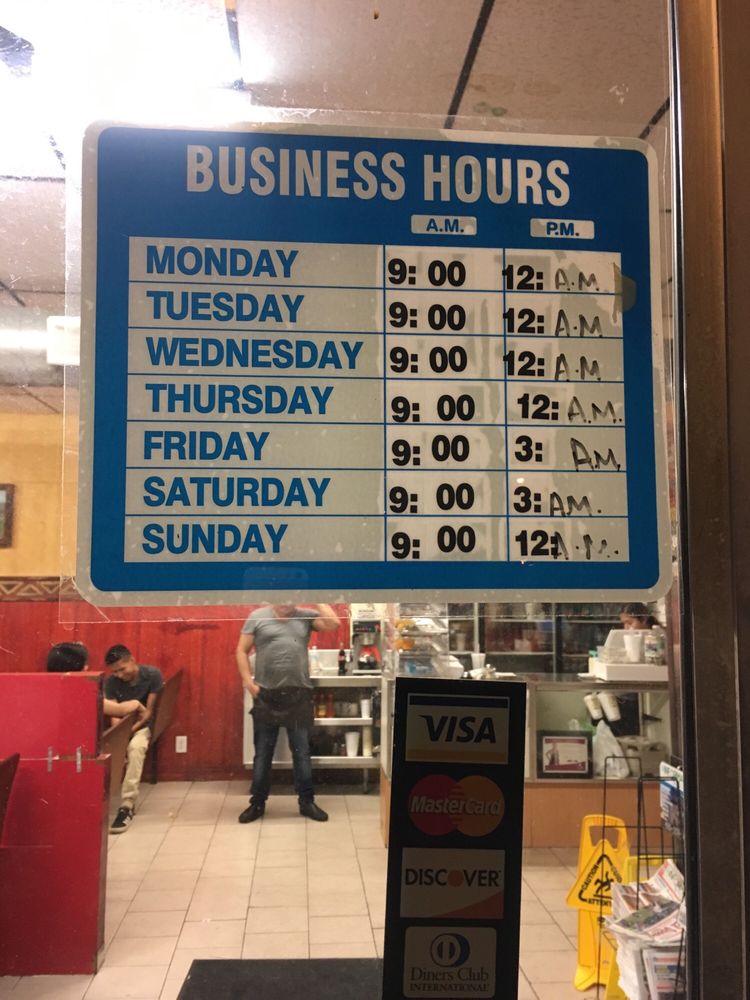 BUSINESS HOURS
A.M. P.M.
MONDAY 9: 00 12: A.M.
TUESDAY 9: 00 12: A.M
WEDNESDAY 9: 00 12: A.M
THURSDAY 9: 00 12: A.M.
FRIDAY 9: 00 3: A.M,
SATURDAY 9: 00 3: A.M.
SUNDAY 9: 00 12: A.M.
VISA
MasterCard
DISCOVER
Diners Club
INTERNATIONAL
CAUTION